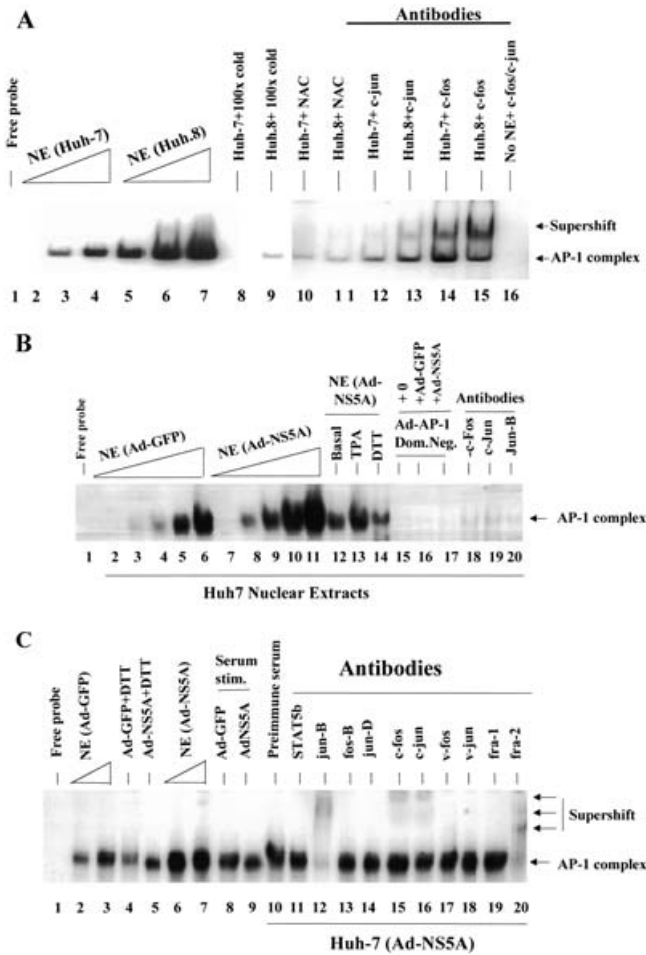 A
Antibodies
Free probe
NE (Huh-7)
NE (Huh.8)
Huh-7+100x cold
Huh.8+ 100x cold
Huh-7+ NAC
Huh.8+ NAC
Huh-7+ c-jun
Huh.8+c-jun
Huh-7+ c-fos
Huh.8+ c-fos
No NE+ c-fos/c-jun
Supershift
AP-1 complex
1 2 3 4 5 6 7 8 9 10 1 1 1 12 13 14 15 16
B
Free probe
NE (Ad-GFP)
NE (Ad-NS5A)
NE (Ad-
NS5A)
Basal
TPA
DTT
+ 0
+Ad-GFP
+Ad-NS5A
Ad-AP-1
Dom.Neg.
Antibodies
-c-Fos
c-Jun
Jun-B
AP-1 complex
1 2 3 4 5 6 7 8 9 10 11 12 13 14 15 16 17 18 19 20
Huh7 Nuclear Extracts
C
Free probe
NE (Ad-GFP)
Ad-GFP+DTT
Ad-NS5A+DTT
NE (Ad-NS5A)
Serum
stim.
Ad-GFP
AdNS5A
Preimmune serum
Antibodies
STAT5b
jun-B
fos-B
jun-D
c-fos
c-jun
v-fos
v-jun
fra-1
fra-2
Supershift
AP-1 complex
1 2 3 4 5 6 7 8 9 10 11 12 13 14 15 16 17 18 19 20
Huh-7 (Ad-NS5A)